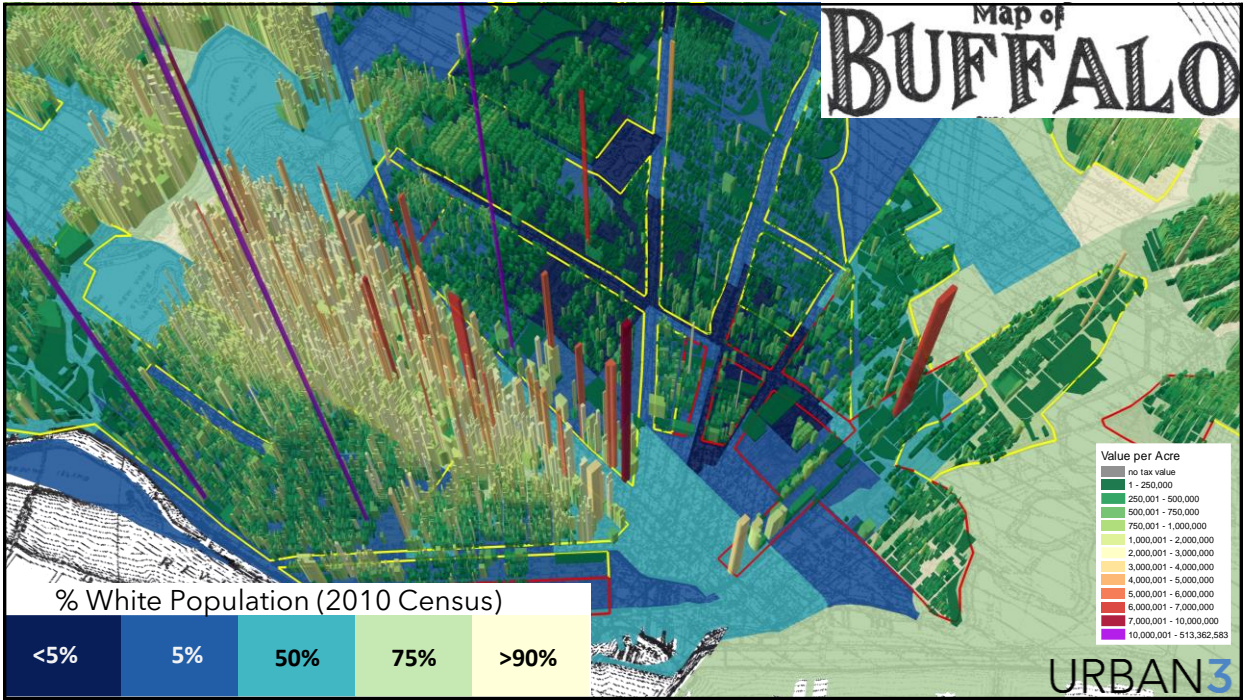 Map of
BUFFALO
Value per Acre
no tax value
1 - 250,000
250,001 - 500,000
500,001 - 750,000
750,001 - 1,000,000
1,000,001 - 2,000,000
2,000,001 - 3,000,000
3,000,001 - 4,000,000
4,000,001 - 5,000,000
5,000,001 - 6,000,000
6,000,001 - 7,000,000
7,000,001 - 10,000,000
10,000,001 - 513,362,583
% White Population (2010 Census)
<5% 5% 50% 75% >90%
URBAN3